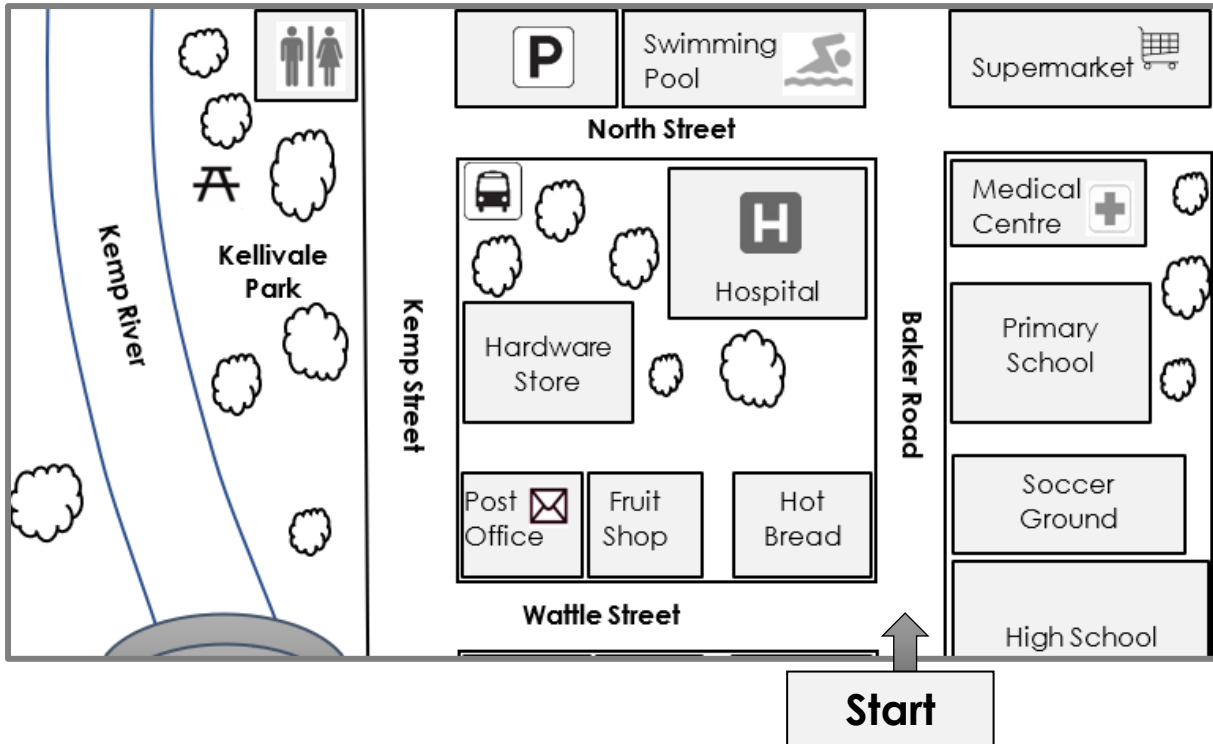 P
Swimming
Pool
Supermarket
North Street
Medical
Centre
H
Hospital
Kellivale
Park
Kemp River
Kemp Street
Hardware
Store
Baker Road
Primary
School
Post
Office
Fruit
Shop
Hot
Bread
Soccer
Ground
Wattle Street
High School
Start